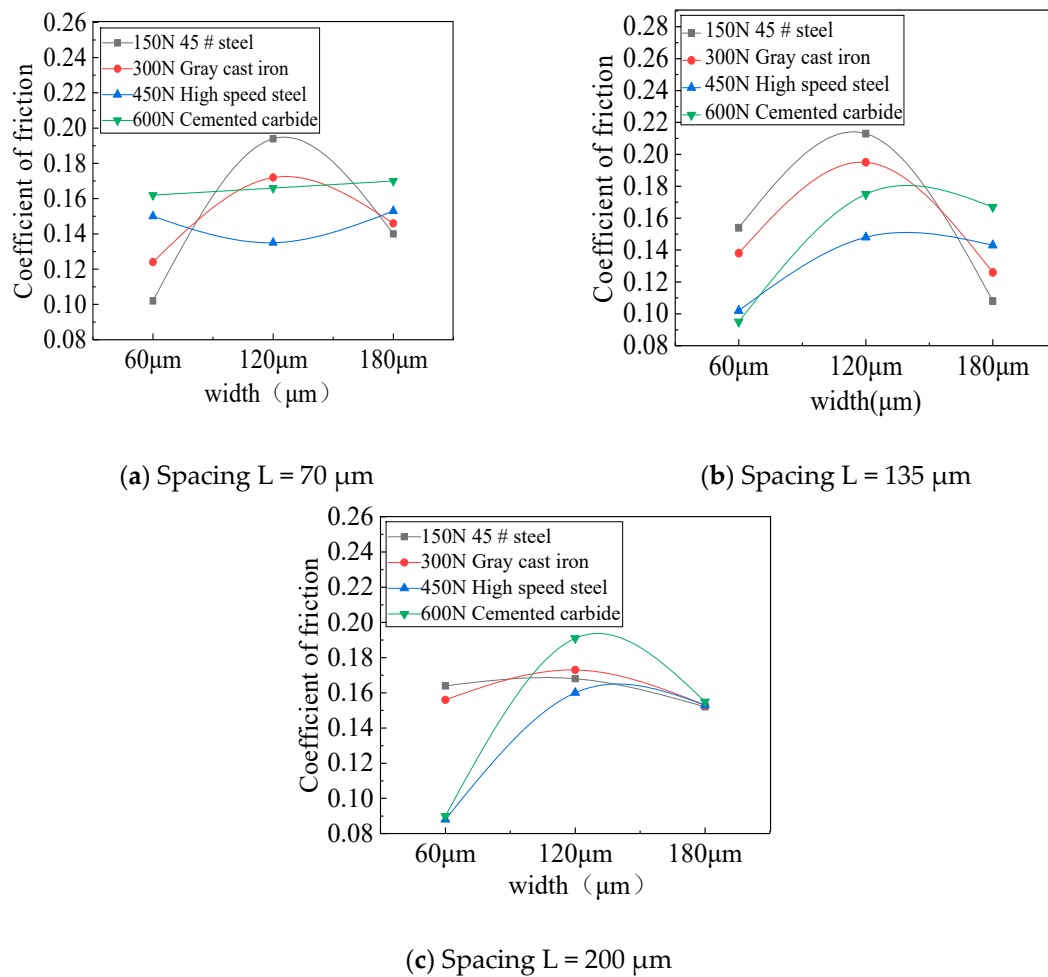 0.26
0.24
0.22
0.20
0.18
0.16
0.14
0.12
0.10
0.08
Coefficient of friction
150N 45 # steel
300N Gray cast iron
450N High speed steel
600N Cemented carbide
60μm 120μm 180μm
width（μm）
(a) Spacing L = 70 μm
0.28
0.26
0.24
0.22
0.20
0.18
0.16
0.14
0.12
0.10
0.08
Coefficient of friction
150N 45 # steel
300N Gray cast iron
450N High speed steel
600N Cemented carbide
60μm 120μm 180μm
width(μm)
(b) Spacing L = 135 μm
0.26
0.24
0.22
0.20
0.18
0.16
0.14
0.12
0.10
0.08
Coefficient of friction
150N 45 # steel
300N Gray cast iron
450N High speed steel
600N Cemented carbide
60μm 120μm 180μm
width（μm）
(c) Spacing L = 200 μm